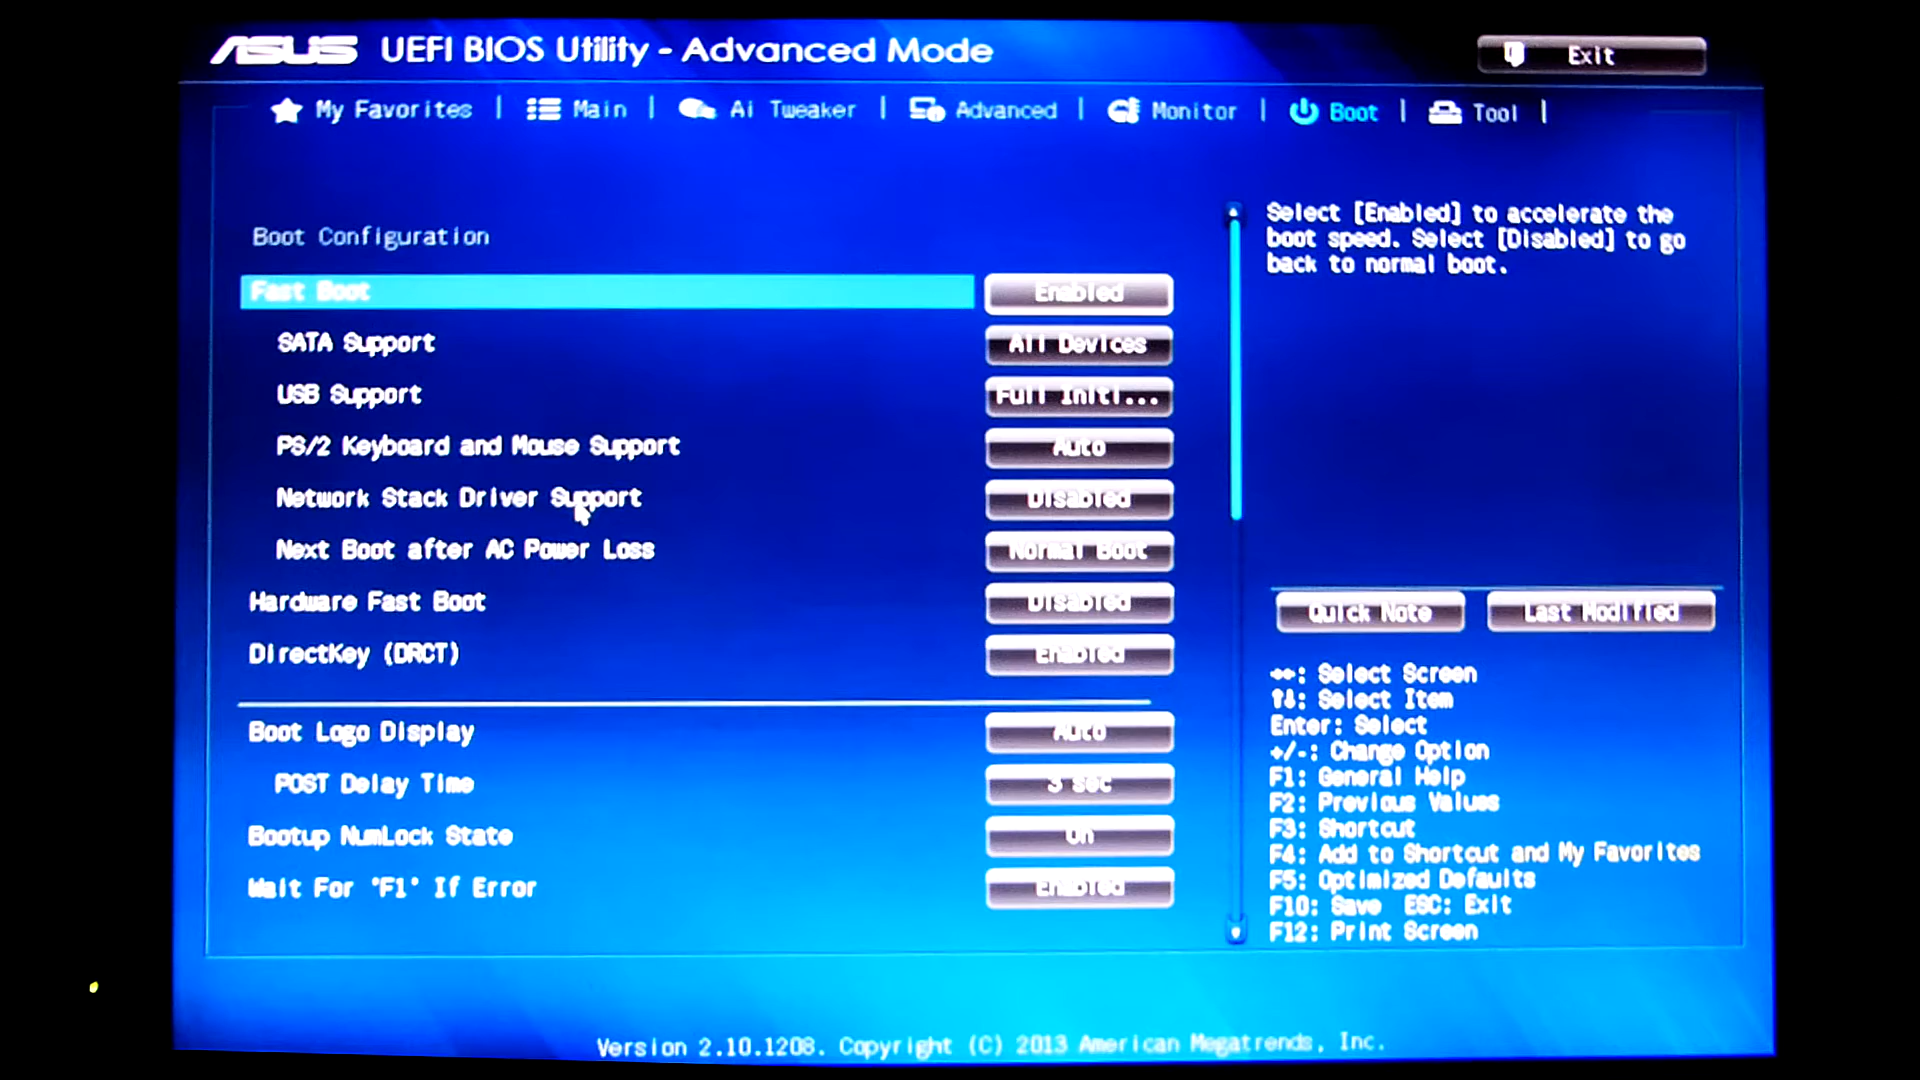 ASUS UEFI BIOS Utility - Advanced Mode
Exit
My Favorites | Main | Ai Tweaker | Advanced | Monitor | Boot | Tool |
Boot Configuration
Fast Boot Enabled
SATA Support All Devices
USB Support Full Initi...
PS/2 Keyboard and Mouse Support Auto
Network Stack Driver Support Disabled
Next Boot after AC Power Loss Normal Boot
Hardware Fast Boot Disabled
DirectKey (DRCT) Enabled
Boot Logo Display Auto
POST Delay Time 3 sec
Bootup NumLock State On
Wait For 'F1' If Error Enabled
Select [Enabled] to accelerate the
boot speed. Select [Disabled] to go
back to normal boot.
Quick Note Last Modified
→←: Select Screen
↑↓: Select Item
Enter: Select
+/-: Change Option
F1: General Help
F2: Previous Values
F3: Shortcut
F4: Add to Shortcut and My Favorites
F5: Optimized Defaults
F10: Save ESC: Exit
F12: Print Screen
Version 2.10.1208. Copyright (C) 2013 American Megatrends, Inc.